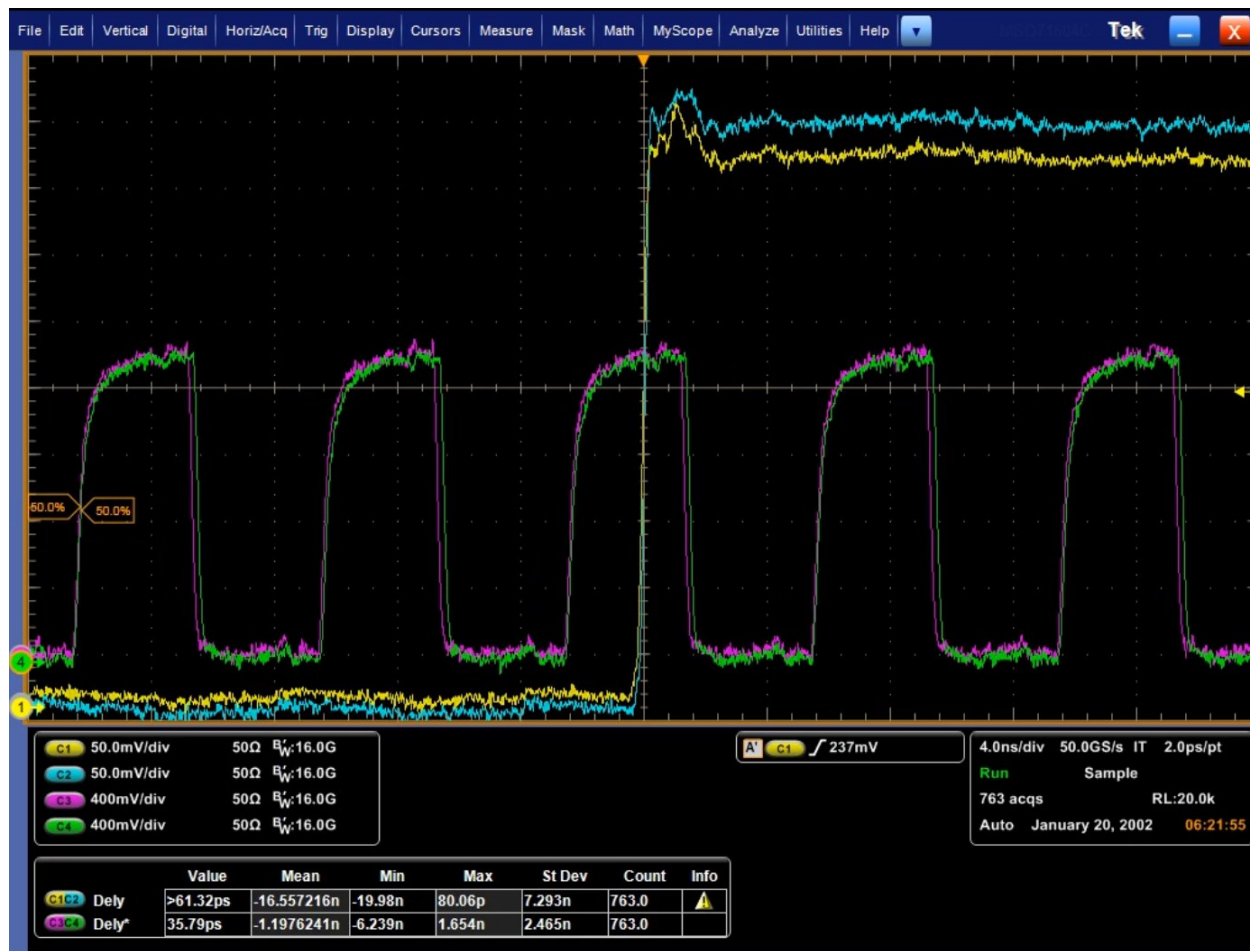 File Edit Vertical Digital Horiz/Acq Trig Display Cursors Measure Mask Math MyScope Analyze Utilities Help Tek X
50.0% 50.0%
4
1
C1 50.0mV/div 50Ω BW:16.0G
C2 50.0mV/div 50Ω BW:16.0G
C3 400mV/div 50Ω BW:16.0G
C4 400mV/div 50Ω BW:16.0G
A' C1 237mV
4.0ns/div 50.0GS/s IT 2.0ps/pt
Run Sample
763 acqs RL:20.0k
Auto January 20, 2002 06:21:55
Value Mean Min Max St Dev Count Info
C1C2 Dely >61.32ps -16.557216n -19.98n 80.06p 7.293n 763.0
C3C4 Dely* 35.79ps -1.1976241n -6.239n 1.654n 2.465n 763.0